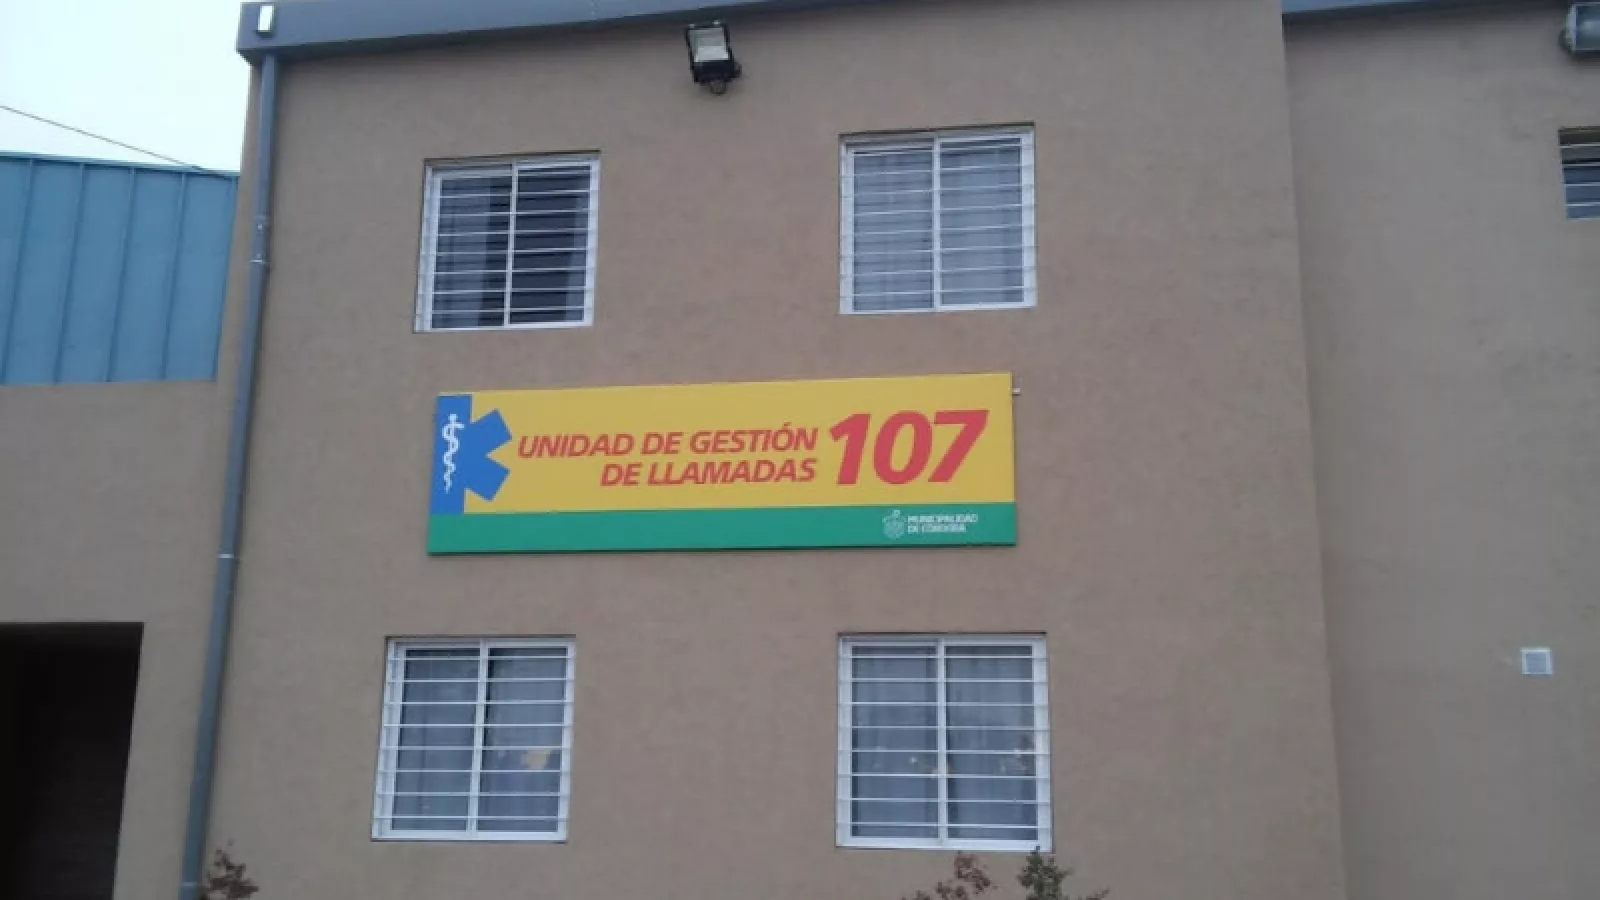 UNIDAD DE GESTIÓN
DE LLAMADAS
107
MUNICIPALIDAD
DE CÓRDOBA